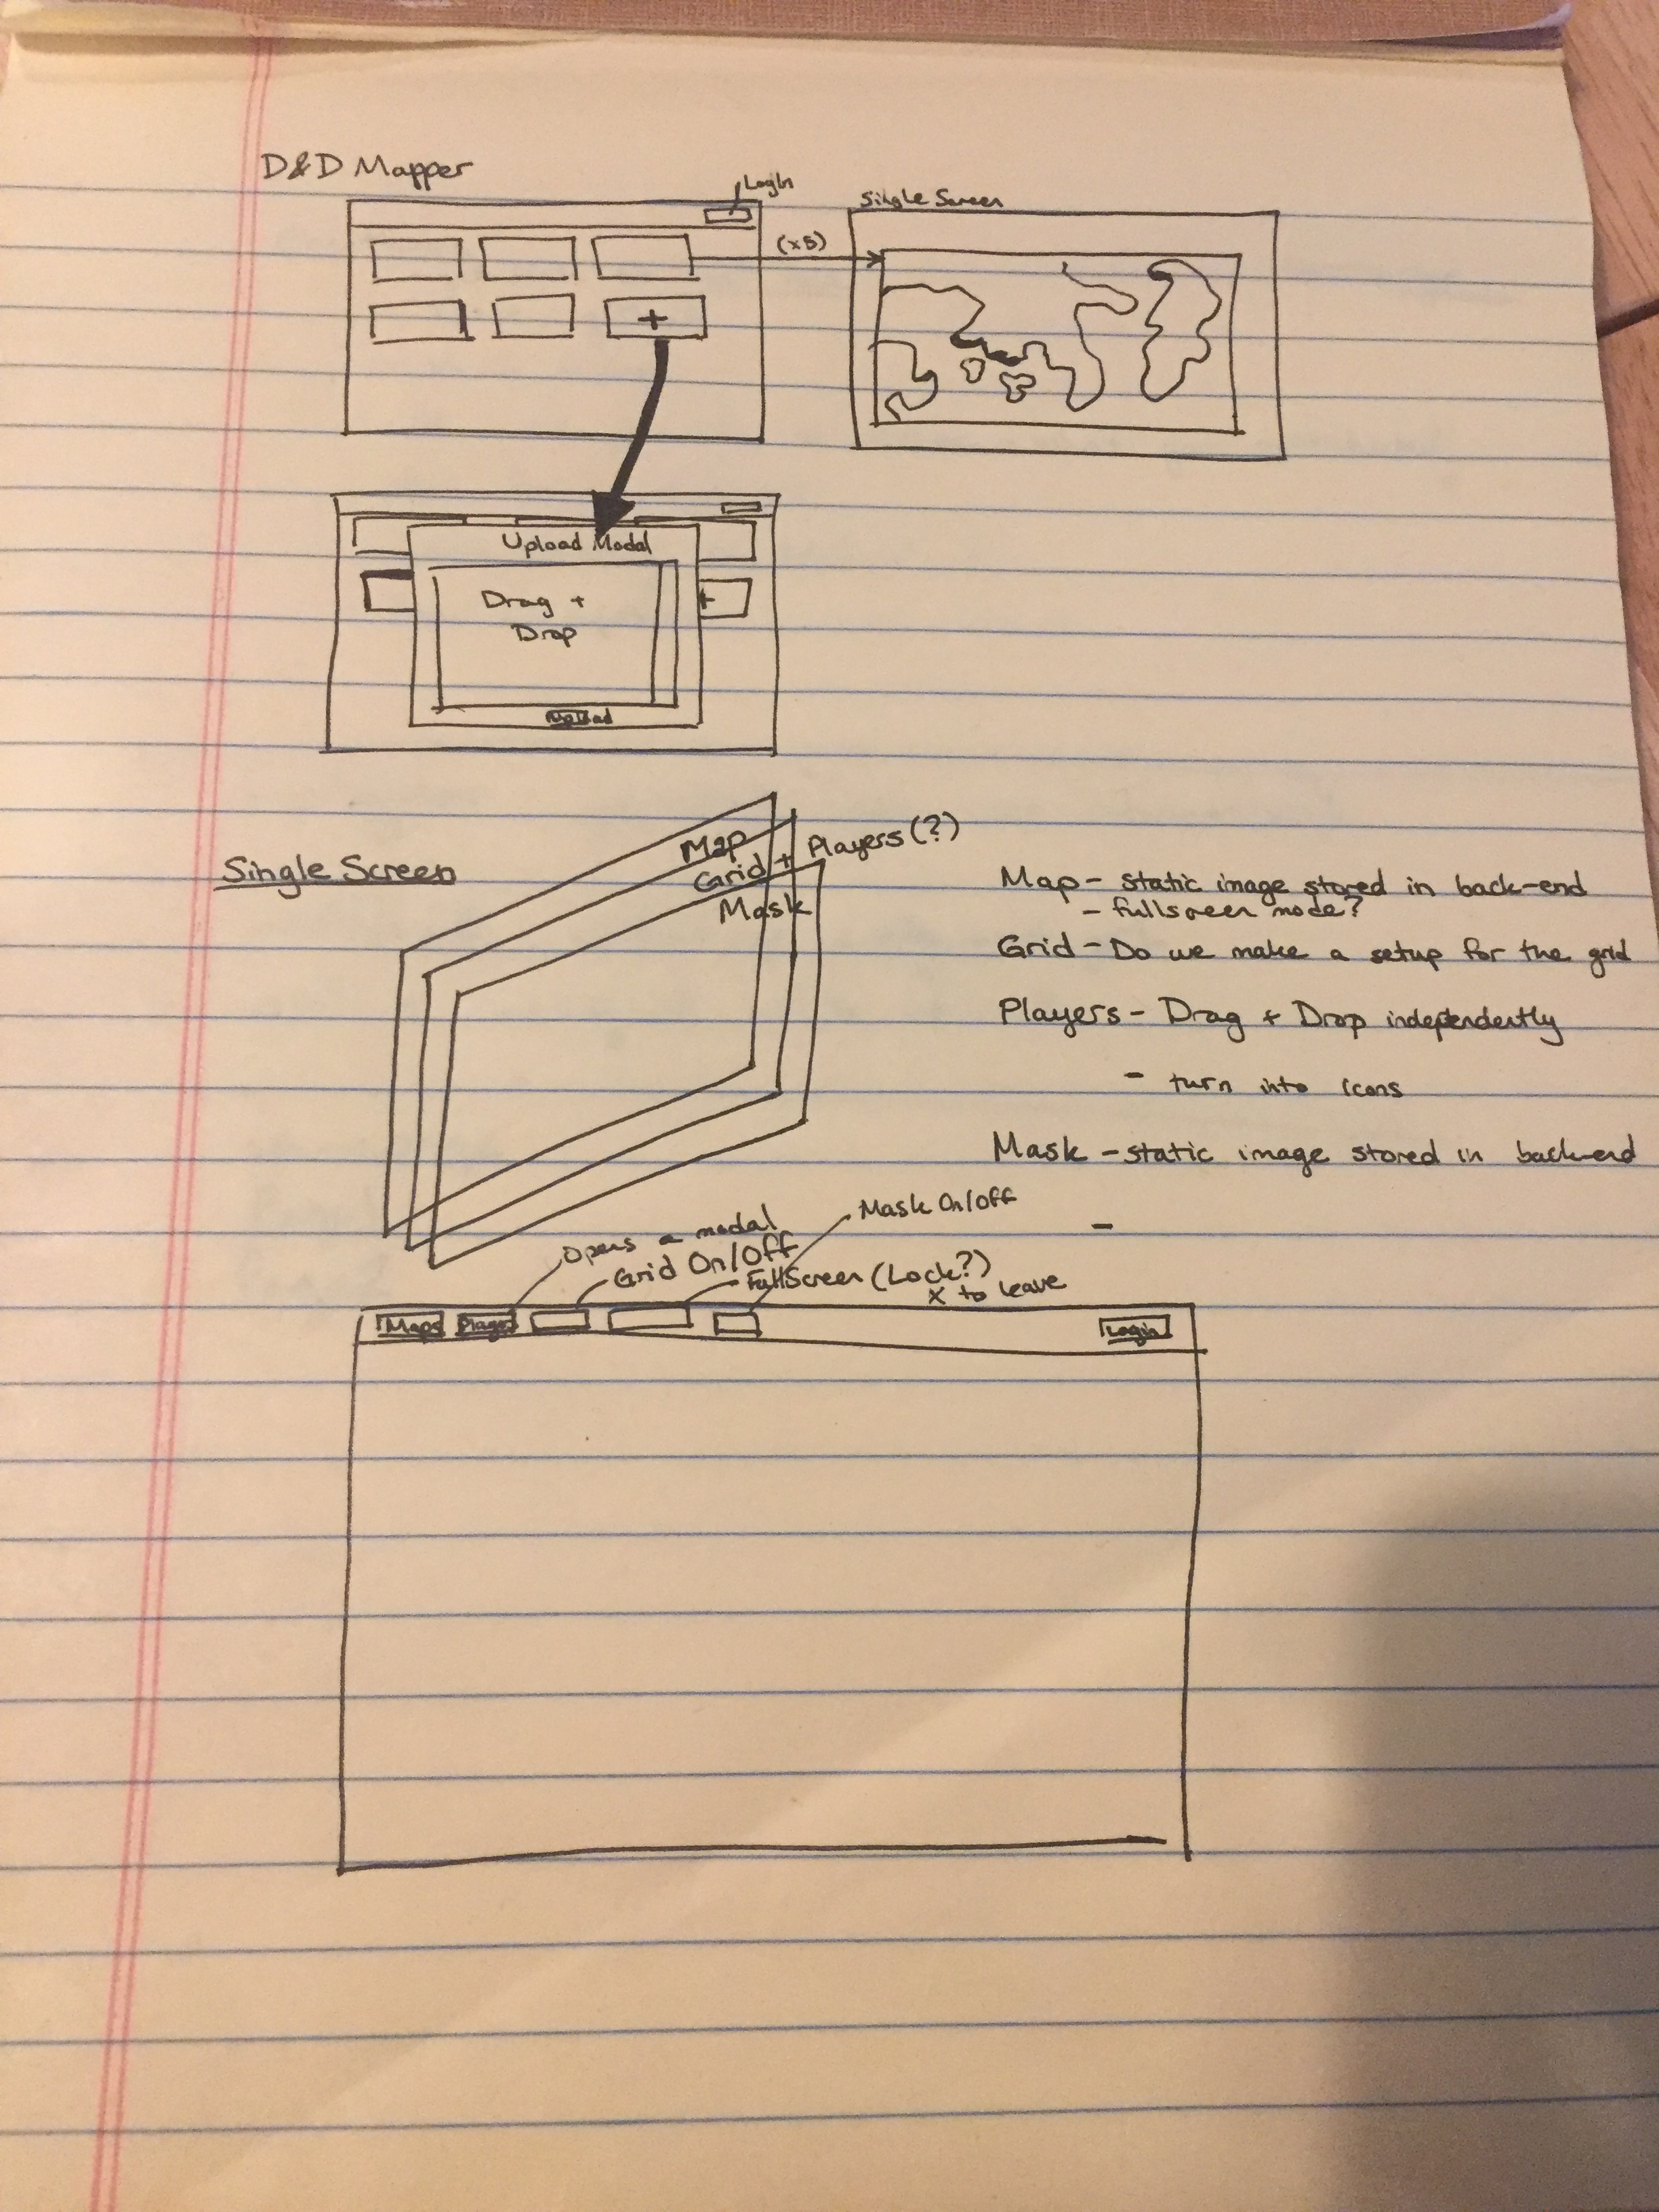 D&D Mapper
LogIn
Single Screen
(x5)
+
Upload Modal
Drag +
Drop
+
Upload
Single Screen
Map
Grid + Players (?)
Mask
Map - static image stored in back-end
- fullscreen mode?
Grid - Do we make a setup for the grid
Players - Drag + Drop independently
- turn into icons
Mask - static image stored in back-end
-
Mask On/Off
Opens a modal
Grid On/Off
FullScreen (Lock?)
X to leave
Maps Players Login